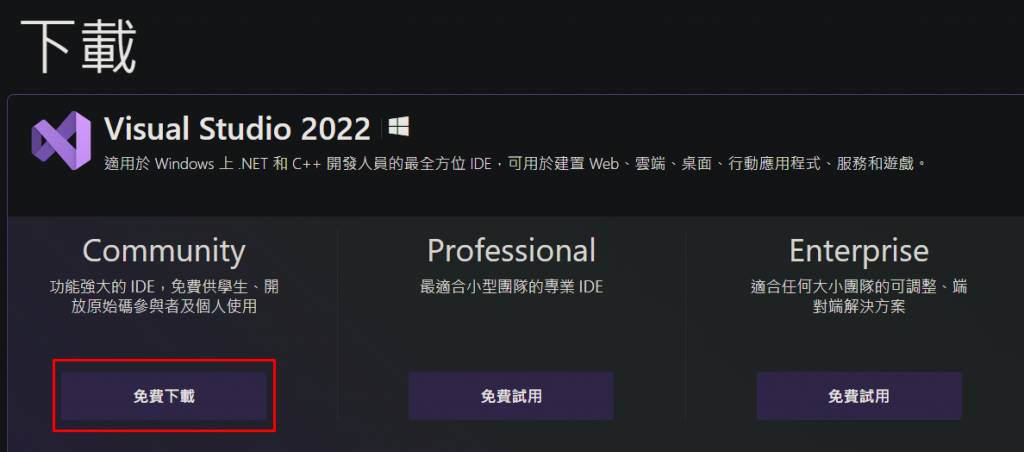 下載
Visual Studio 2022
適用於 Windows 上 .NET 和 C++ 開發人員的最全方位 IDE，可用於建置 Web、雲端、桌面、行動應用程式、服務和遊戲。
Community
功能強大的 IDE，免費供學生、開
放原始碼參與者及個人使用
免費下載
Professional
最適合小型團隊的專業 IDE
免費試用
Enterprise
適合任何大小團隊的可調整、端
對端解決方案
免費試用